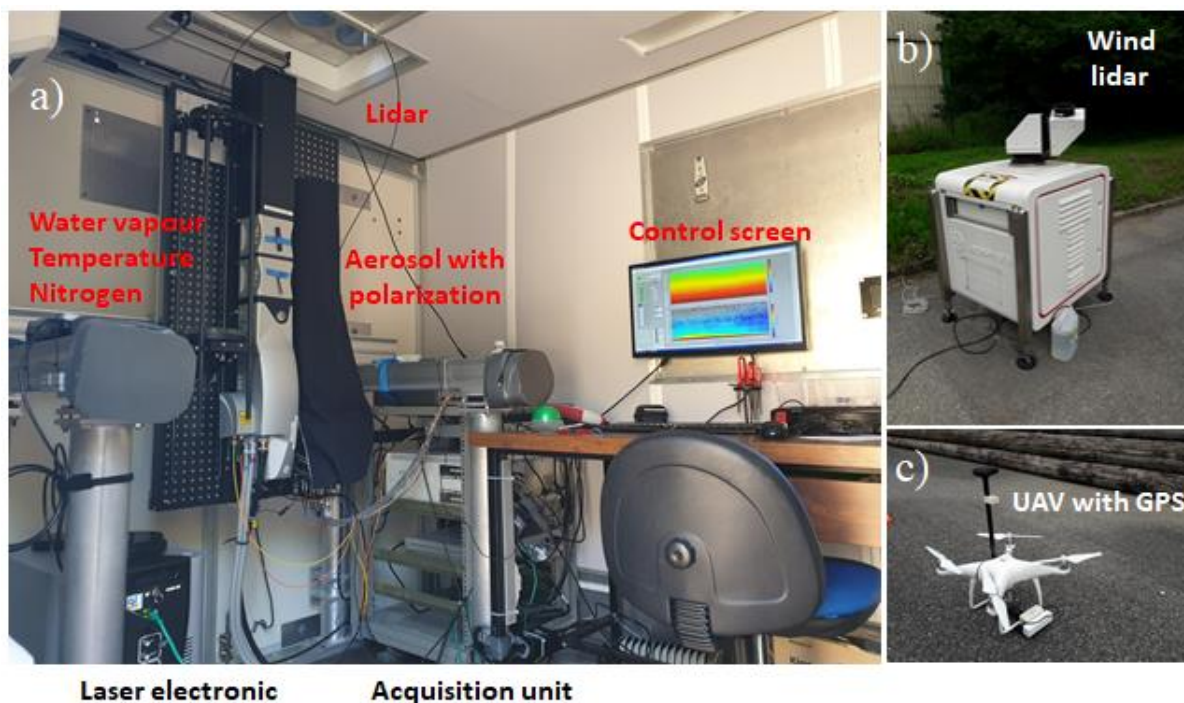 a)
Lidar
Water vapour
Temperature
Nitrogen
Aerosol with
polarization
Control screen
Laser electronic
Acquisition unit
b)
Wind
lidar
c)
UAV with GPS